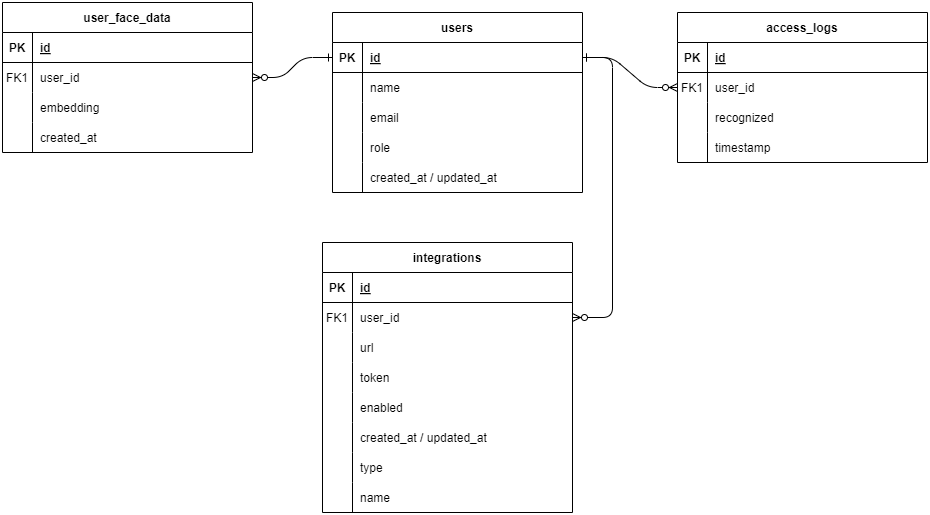 user_face_data
PK id
FK1 user_id
embedding
created_at
users
PK id
name
email
role
created_at / updated_at
access_logs
PK id
FK1 user_id
recognized
timestamp
integrations
PK id
FK1 user_id
url
token
enabled
created_at / updated_at
type
name